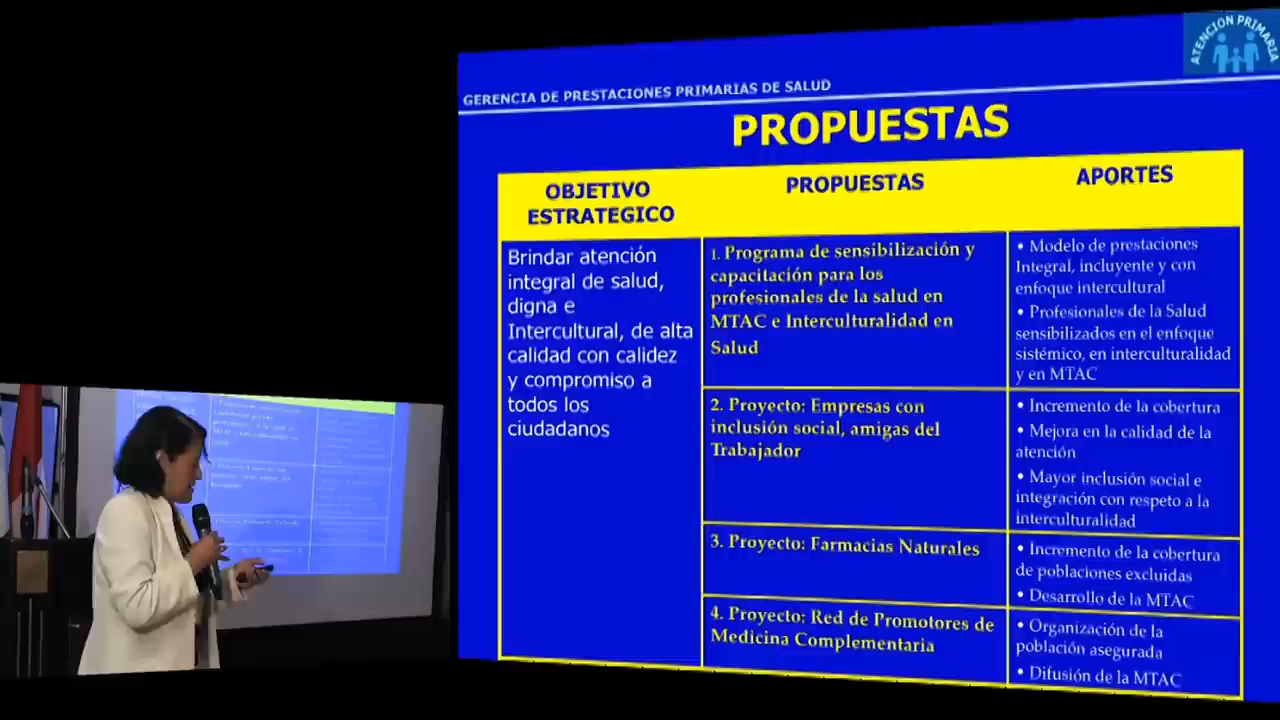 ATENCION PRIMARIA
GERENCIA DE PRESTACIONES PRIMARIAS DE SALUD
PROPUESTAS
OBJETIVO
ESTRATEGICO
PROPUESTAS
APORTES
Brindar atención
integral de salud,
digna e
Intercultural, de alta
calidad con calidez
y compromiso a
todos los
ciudadanos
1. Programa de sensibilización y
capacitación para los
profesionales de la salud en
MTAC e Interculturalidad en
Salud
• Modelo de prestaciones
Integral, incluyente y con
enfoque intercultural
• Profesionales de la Salud
sensibilizados en el enfoque
sistémico, en interculturalidad
y en MTAC
2. Proyecto: Empresas con
inclusión social, amigas del
Trabajador
• Incremento de la cobertura
• Mejora en la calidad de la
atención
• Mayor inclusión social e
integración con respeto a la
interculturalidad
3. Proyecto: Farmacias Naturales
• Incremento de la cobertura
de poblaciones excluidas
• Desarrollo de la MTAC
4. Proyecto: Red de Promotores de
Medicina Complementaria
• Organización de la
población asegurada
• Difusión de la MTAC